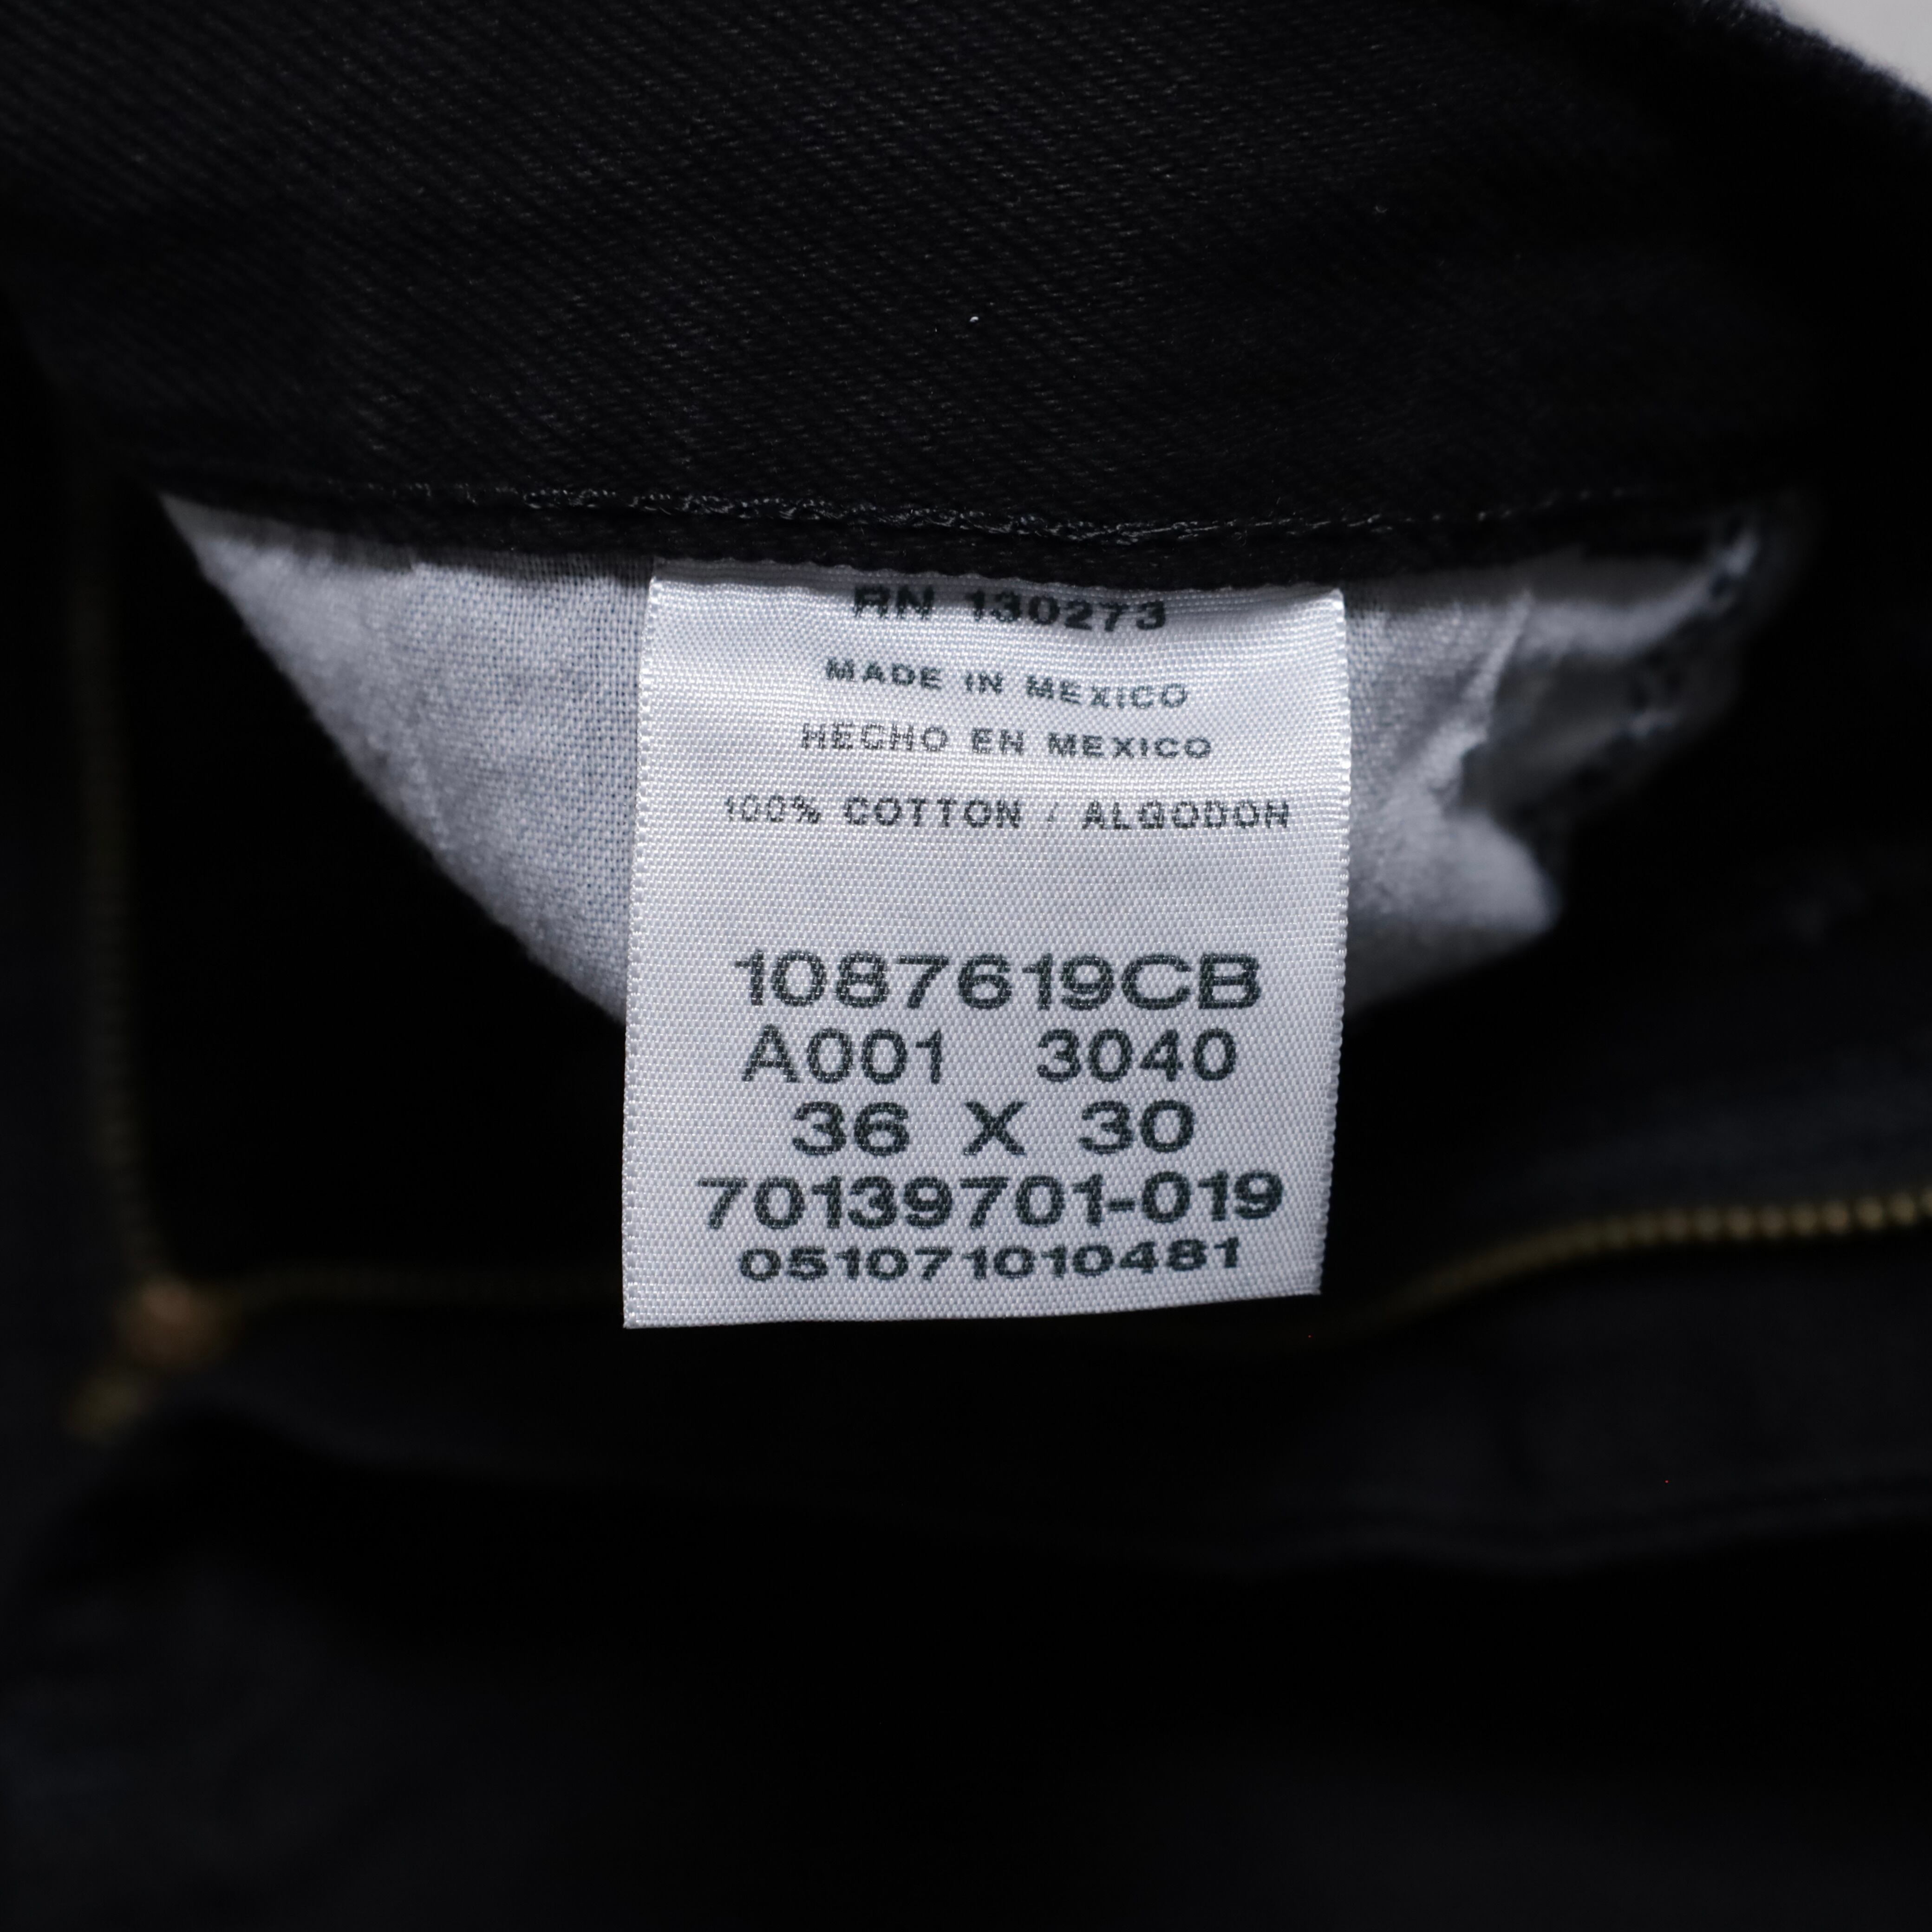 RN 130273
MADE IN MEXICO
HECHO EN MEXICO
100% COTTON / ALGODON
1087619CB
A001 3040
36 X 30
70139701-019
051071010481